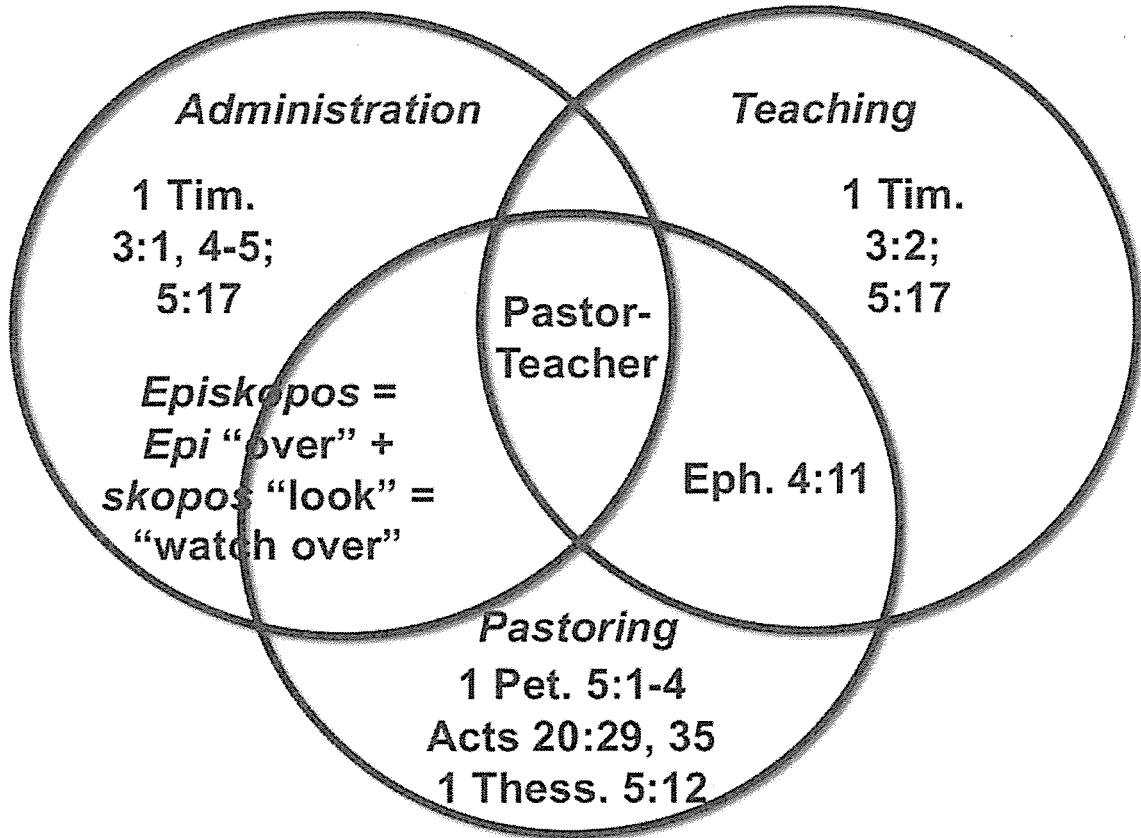 Administration
1 Tim.
3:1, 4-5;
5:17
Episkopos =
Epi “over” +
skopos “look” =
“watch over”
Teaching
1 Tim.
3:2;
5:17
Pastor-
Teacher
Eph. 4:11
Pastoring
1 Pet. 5:1-4
Acts 20:29, 35
1 Thess. 5:12